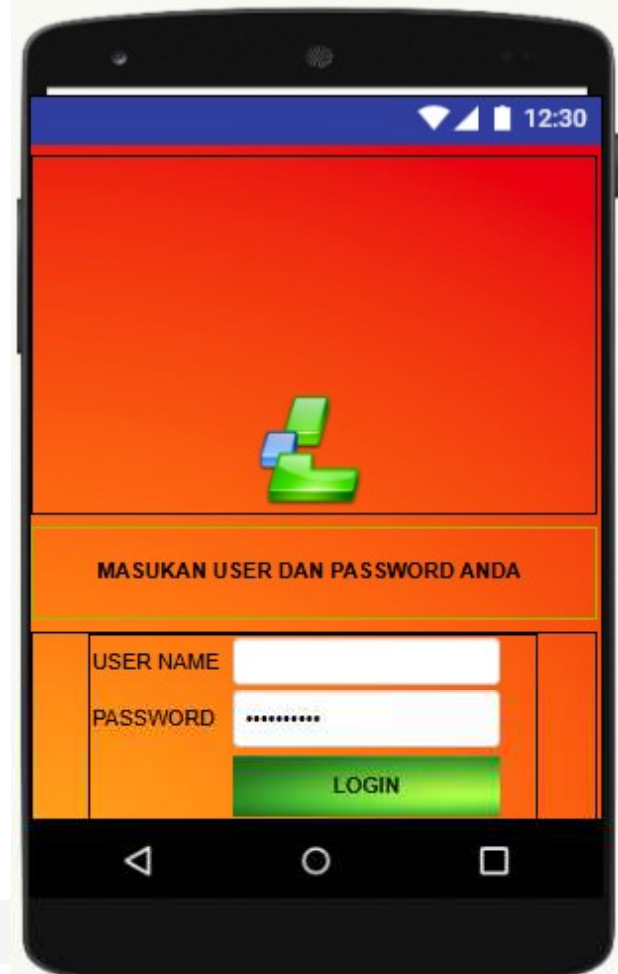 12:30
MASUKAN USER DAN PASSWORD ANDA
USER NAME
PASSWORD ••••••••••
LOGIN